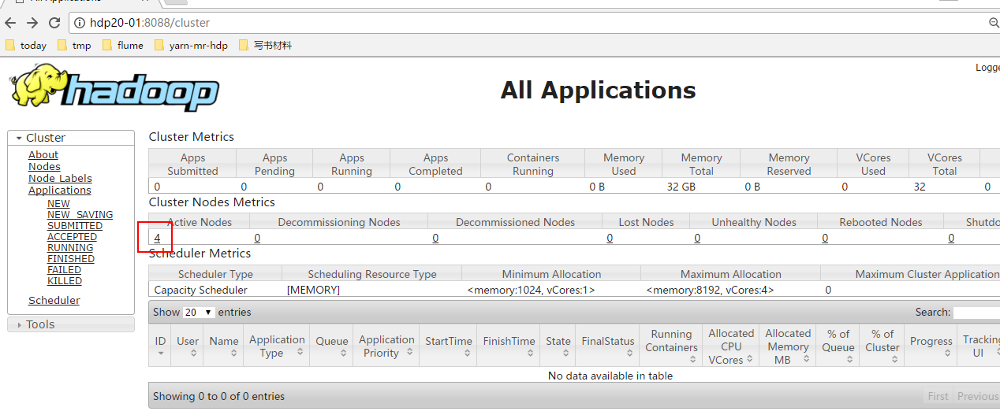 All Applications
hdp20-01:8088/cluster
today tmp flume yarn-mr-hdp 写书材料
hadoop
All Applications
Logge
Cluster
About
Nodes
Node Labels
Applications
NEW
NEW_SAVING
SUBMITTED
ACCEPTED
RUNNING
FINISHED
FAILED
KILLED
Scheduler
Tools
Cluster Metrics
Apps Submitted Apps Pending Apps Running Apps Completed Containers Running Memory Used Memory Total Memory Reserved VCores Used VCores Total
0 0 0 0 0 0 B 32 GB 0 B 0 32 0
Cluster Nodes Metrics
Active Nodes Decommissioning Nodes Decommissioned Nodes Lost Nodes Unhealthy Nodes Rebooted Nodes Shutdo
4 0 0 0 0 0 0
Scheduler Metrics
Scheduler Type Scheduling Resource Type Minimum Allocation Maximum Allocation Maximum Cluster Application
Capacity Scheduler [MEMORY] <memory:1024, vCores:1> <memory:8192, vCores:4> 0
Show 20 entries Search:
ID User Name Application Type Queue Application Priority StartTime FinishTime State FinalStatus Running Containers Allocated CPU VCores Allocated Memory MB % of Queue % of Cluster Progress Tracking UI
No data available in table
Showing 0 to 0 of 0 entries First Previous